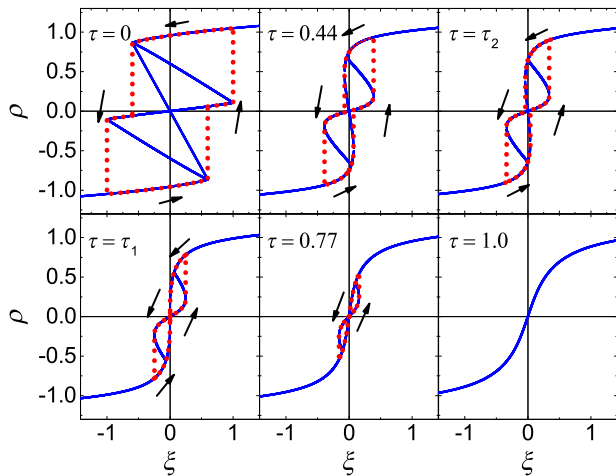 τ = 0
τ = 0.44
τ = τ2
1.0
0.5
0.0
-0.5
-1.0
ρ
τ = τ1
τ = 0.77
τ = 1.0
1.0
0.5
0.0
-0.5
-1.0
ρ
-1 0 1 -1 0 1 -1 0 1
ξ ξ ξ